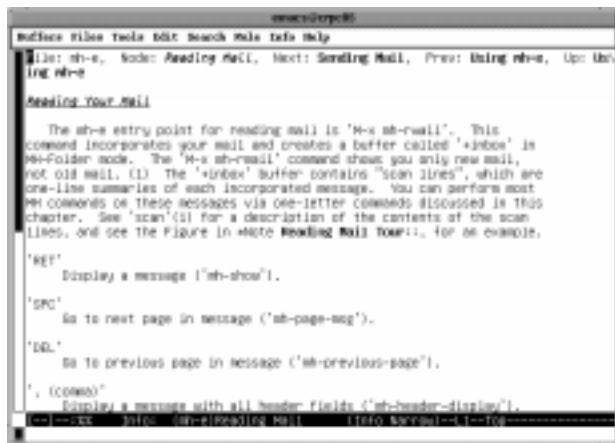 emacs@crpc06
Buffers Files Tools Edit Search Mule Info Help
File: mh-e, Node: Reading Mail, Next: Sending Mail, Prev: Using mh-e, Up: Us\
ing mh-e
Reading Your Mail
The mh-e entry point for reading mail is `M-x mh-rmail'. This
command incorporates your mail and creates a buffer called `+inbox' in
MH-Folder mode. The `M-x mh-rmail' command shows you only new mail,
not old mail. (1) The `+inbox' buffer contains "scan lines", which are
one-line summaries of each incorporated message. You can perform most
MH commands on these messages via one-letter commands discussed in this
chapter. See `scan'(1) for a description of the contents of the scan
lines, and see the Figure in *Note Reading Mail Tour::, for an example.
`RET'
Display a message (`mh-show').
`SPC'
Go to next page in message (`mh-page-msg').
`DEL'
Go to previous page in message (`mh-previous-page').
`, (comma)'
Display a message with all header fields (`mh-header-display').
[--]--:%% Info: (mh-e)Reading Mail (Info Narrow)--L1--Top